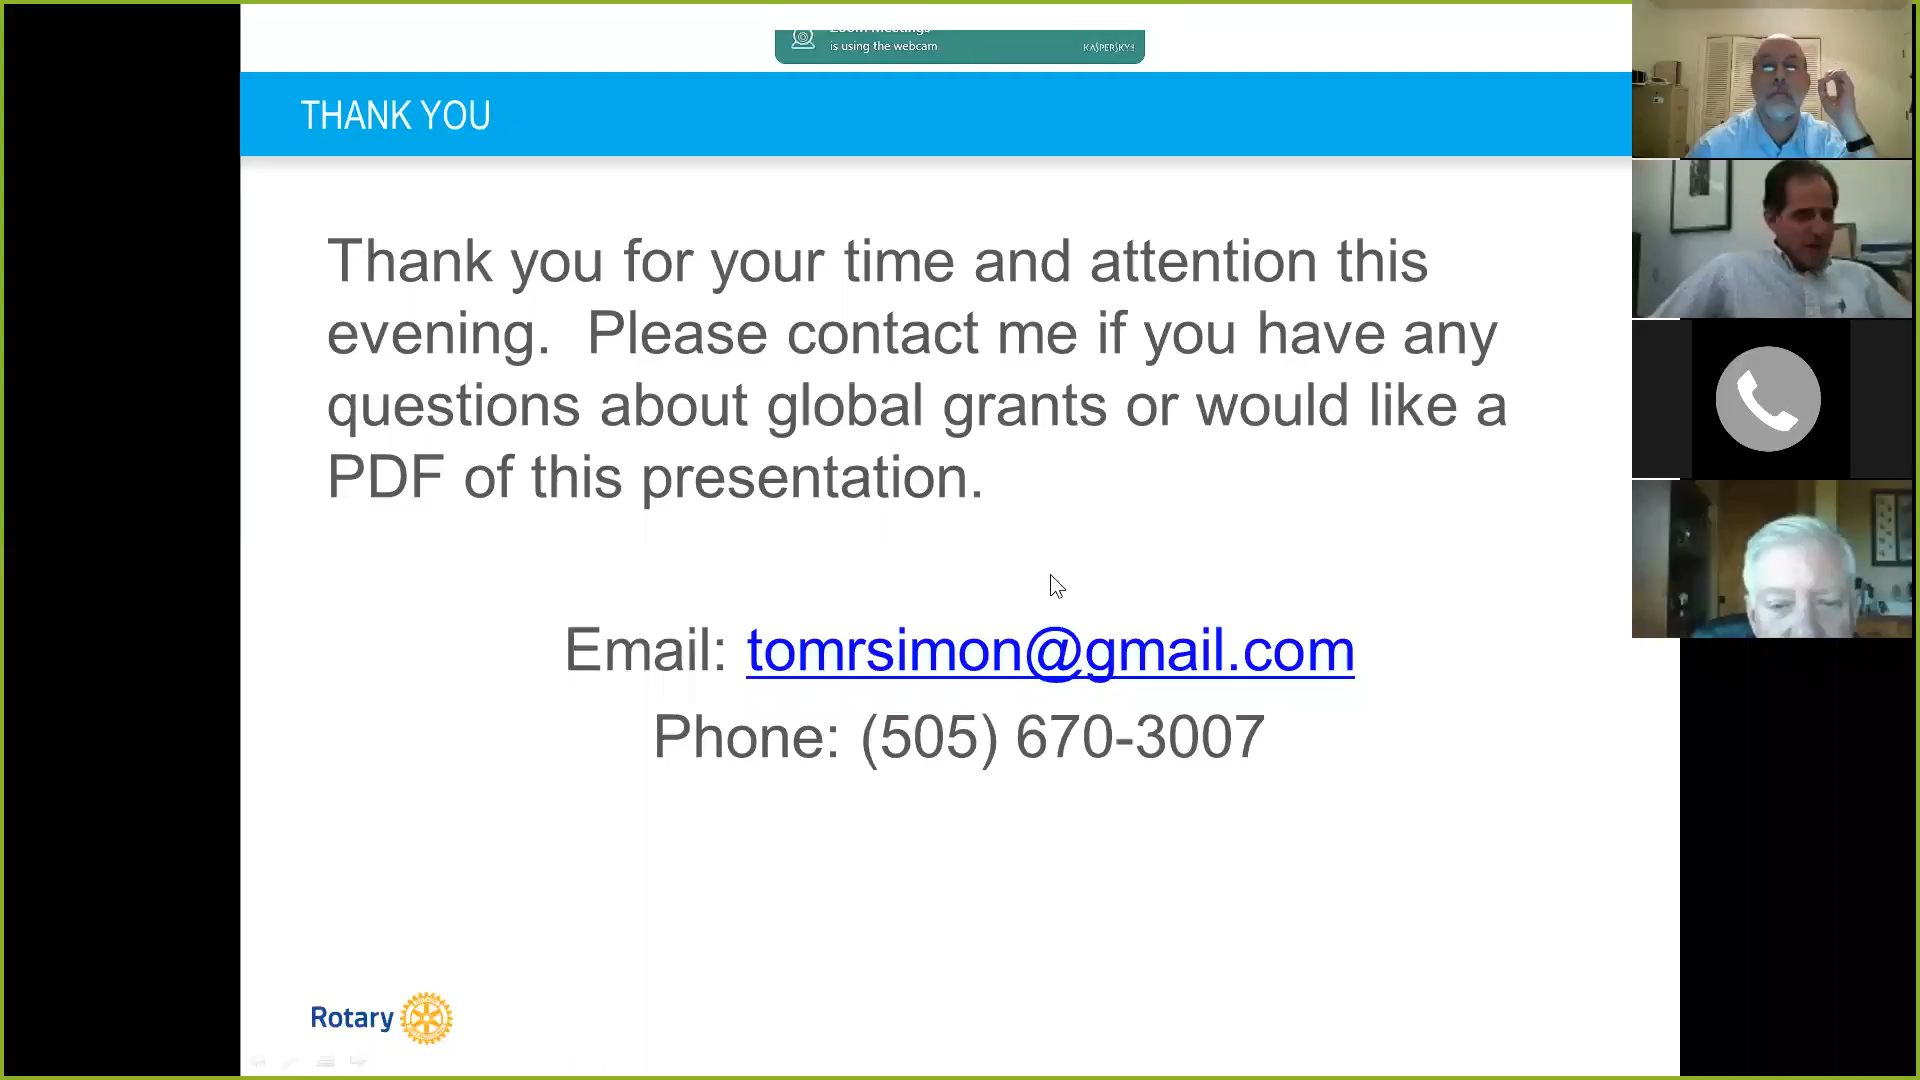 is using the webcam
KASPERSKY
THANK YOU
Thank you for your time and attention this
evening. Please contact me if you have any
questions about global grants or would like a
PDF of this presentation.
Email: tomrsimon@gmail.com
Phone: (505) 670-3007
Rotary